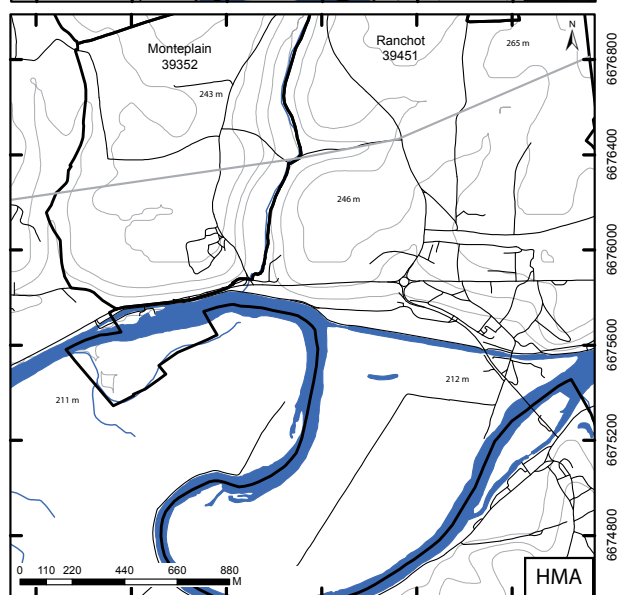 N
Monteplain
39352
Ranchot
39451
265 m
243 m
246 m
212 m
211 m
6676800
6676400
6676000
6675600
6675200
6674800
0 110 220 440 660 880
M
HMA